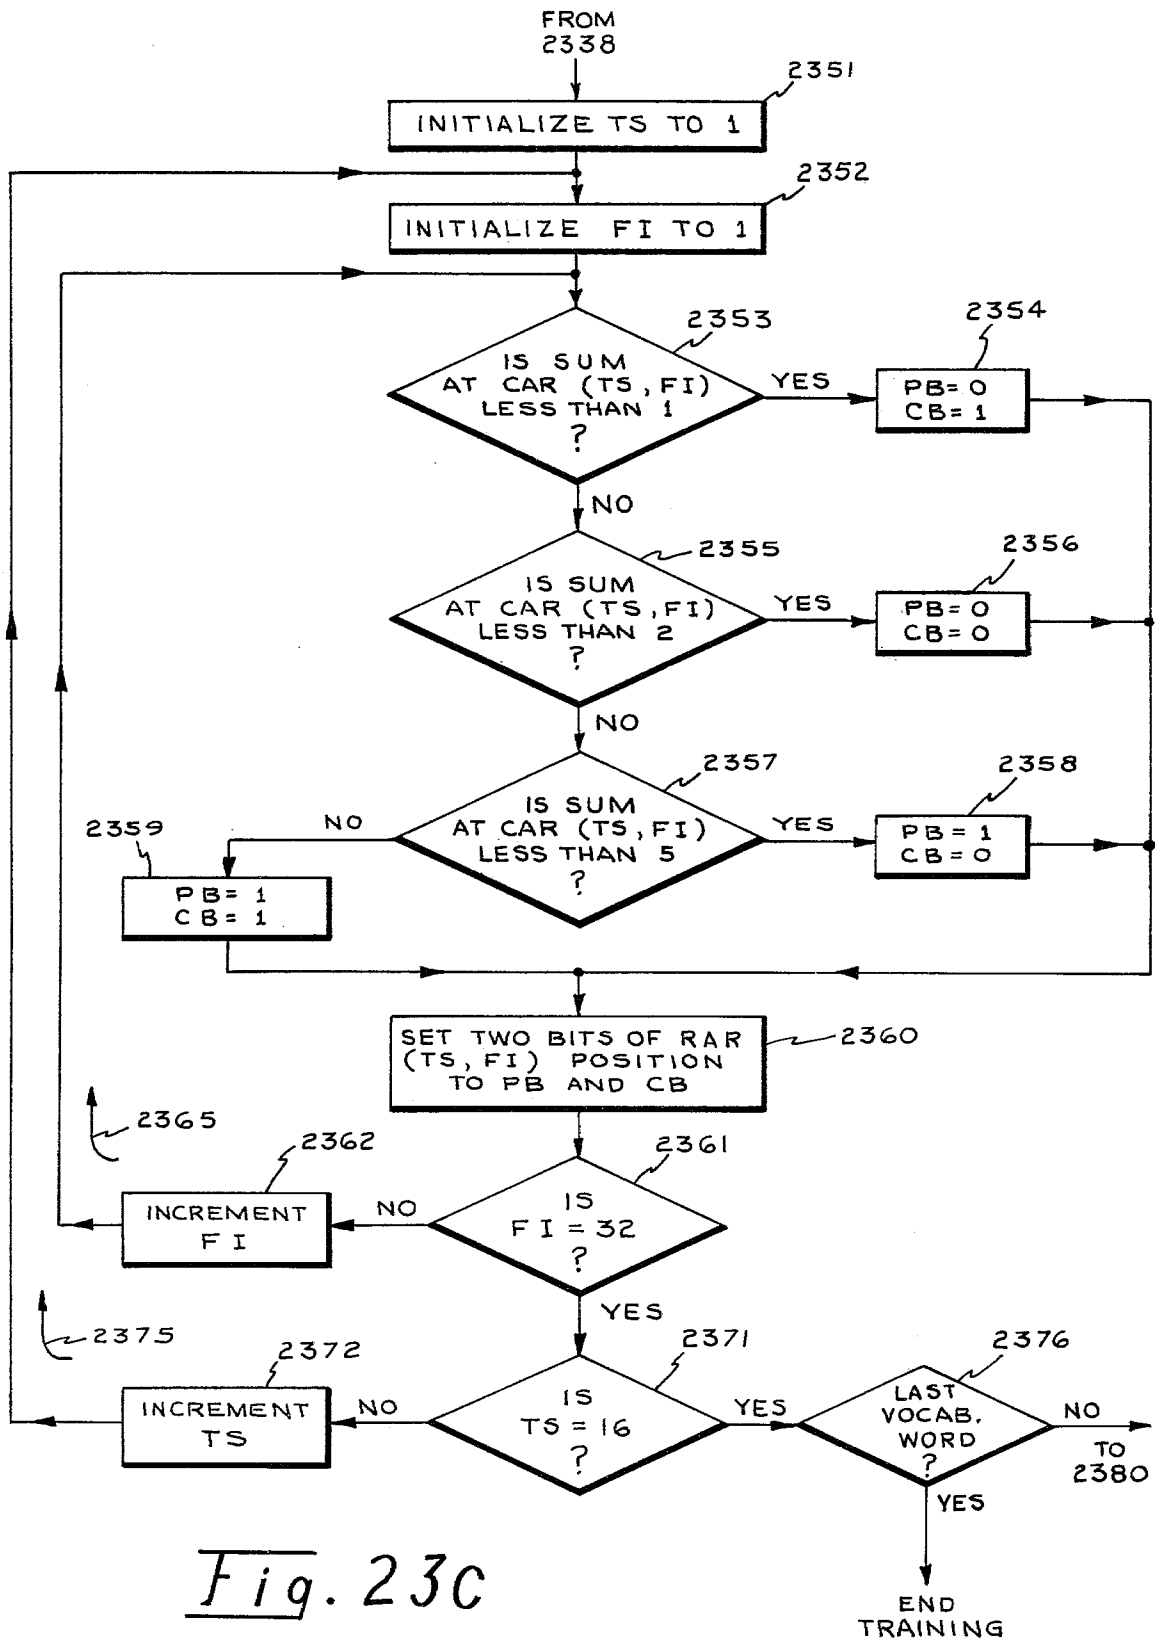 FROM
2338
2351
INITIALIZE TS TO 1
2352
INITIALIZE FI TO 1
2353
IS SUM
AT CAR (TS, FI)
LESS THAN 1
?
YES
2354
PB= 0
CB= 1
NO
2355
IS SUM
AT CAR (TS, FI)
LESS THAN 2
?
YES
2356
PB= 0
CB= 0
NO
2357
IS SUM
AT CAR (TS, FI)
LESS THAN 5
?
YES
2358
PB= 1
CB= 0
NO
2359
PB= 1
CB= 1
SET TWO BITS OF RAR
(TS, FI) POSITION
TO PB AND CB
2360
2365
2361
IS
FI = 32
?
NO
2362
INCREMENT
FI
YES
2375
2371
IS
TS = 16
?
NO
2372
INCREMENT
TS
YES
2376
LAST
VOCAB.
WORD
?
NO
TO
2380
YES
END
TRAINING
Fig. 23C